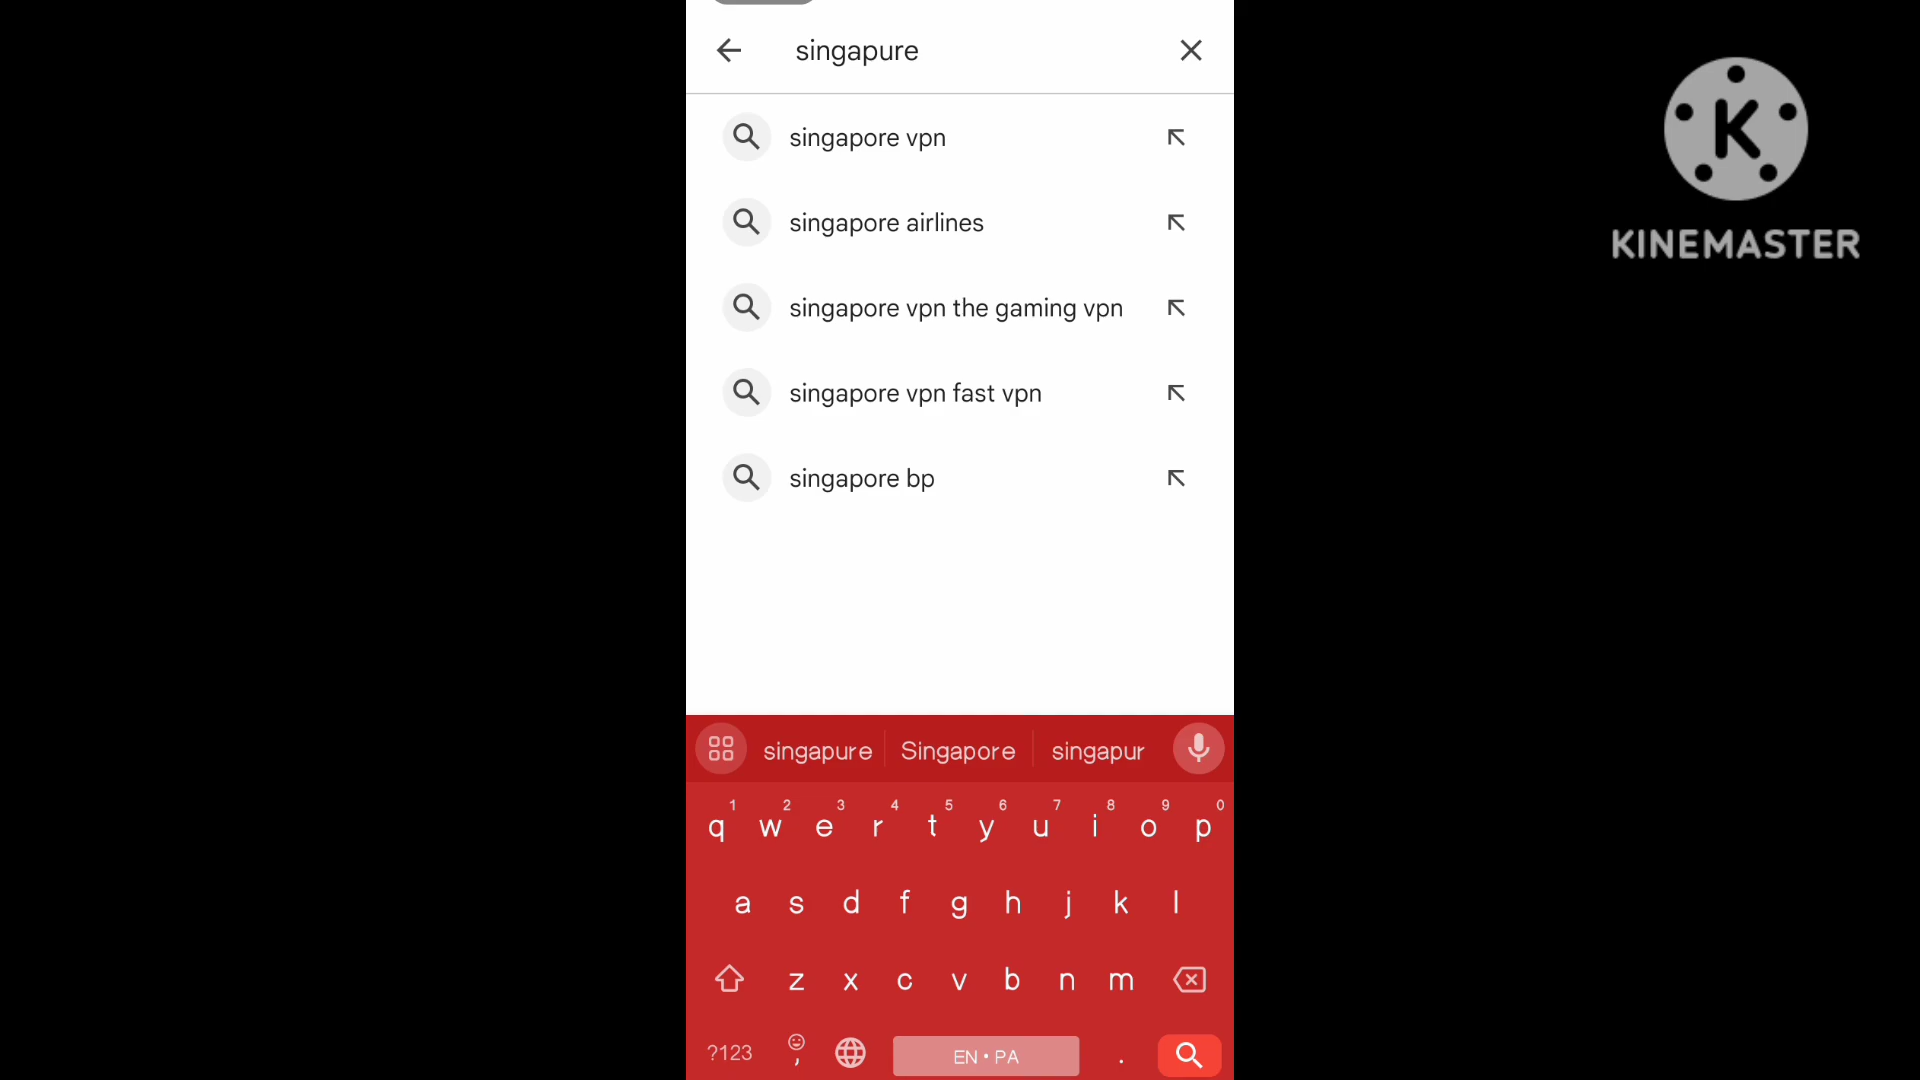 singapure
singapore vpn
singapore airlines
singapore vpn the gaming vpn
singapore vpn fast vpn
singapore bp
singapure Singapore singapur
1 2 3 4 5 6 7 8 9 0
q w e r t y u i o p
a s d f g h j k l
z x c v b n m
?123 , EN • PA .
K
KINEMASTER